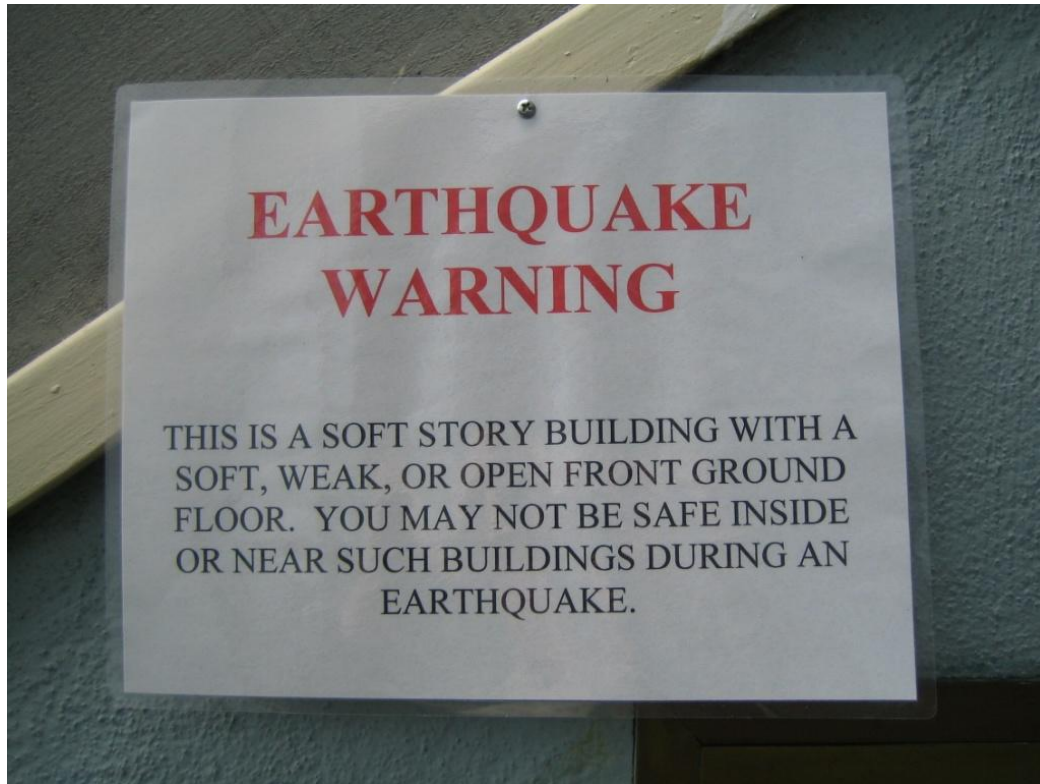 EARTHQUAKE
WARNING
THIS IS A SOFT STORY BUILDING WITH A
SOFT, WEAK, OR OPEN FRONT GROUND
FLOOR. YOU MAY NOT BE SAFE INSIDE
OR NEAR SUCH BUILDINGS DURING AN
EARTHQUAKE.